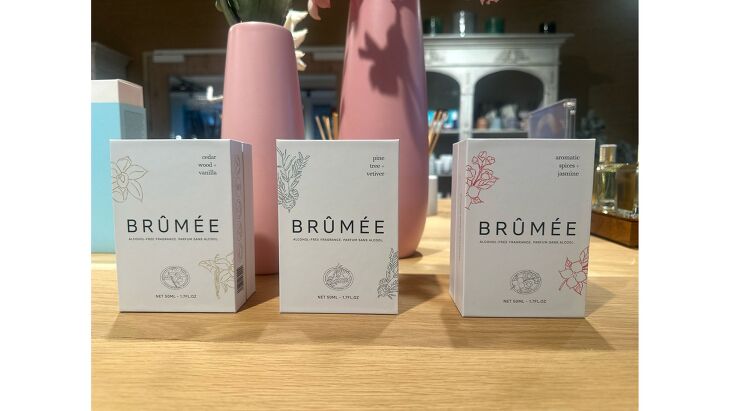 cedar
wood +
vanilla
BRÛMÉE
ALCOHOL-FREE FRAGRANCE. PARFUM SANS ALCOOL.
NET 50ML - 1.7FL.OZ
pine
tree +
vetiver
BRÛMÉE
ALCOHOL-FREE FRAGRANCE. PARFUM SANS ALCOOL.
NET 50ML - 1.7FL.OZ
aromatic
spices +
jasmine
BRÛMÉE
ALCOHOL-FREE FRAGRANCE. PARFUM SANS ALCOOL.
NET 50ML - 1.7FL.OZ